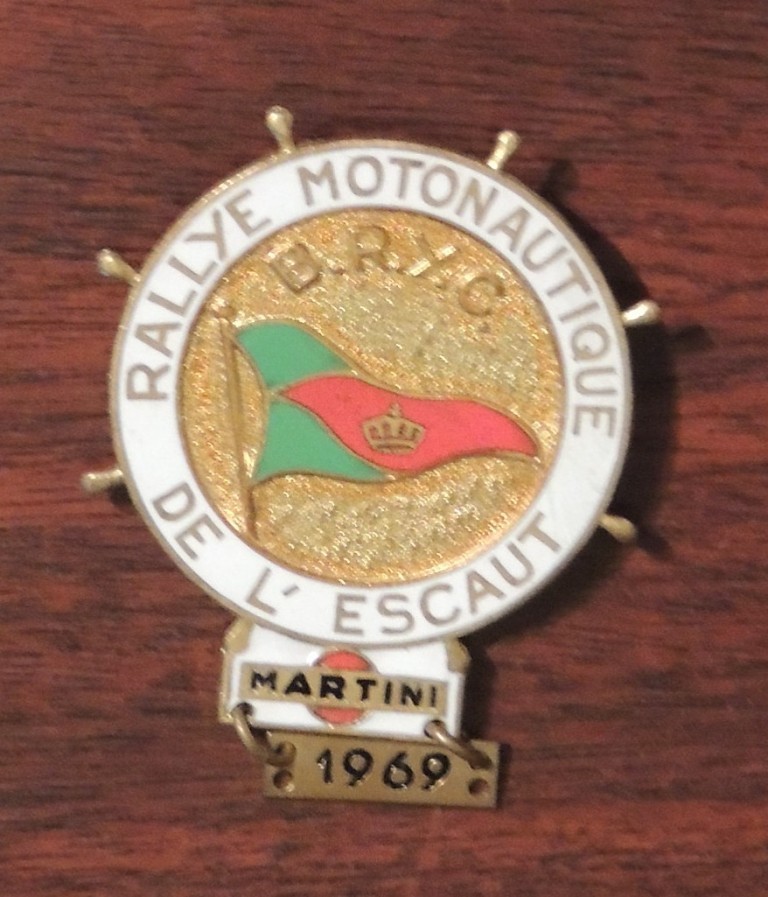 RALLYE MOTONAUTIQUE
B.R.Y.C.
DE L' ESCAUT
MARTINI
1969